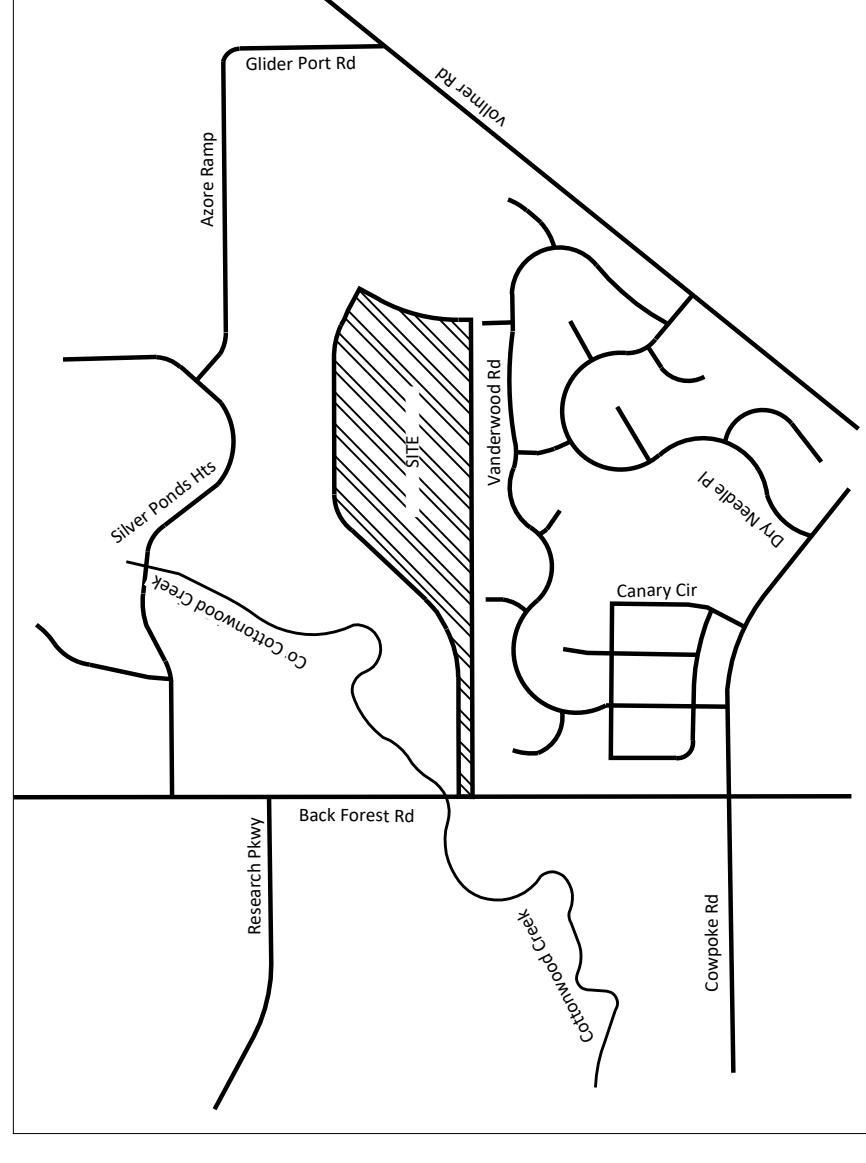 Glider Port Rd
vollmer Rd
Azore Ramp
SITE
Vanderwood Rd
Silver Ponds Hts
Dry Needle Pl
Co Cottonwood Creek
Canary Cir
Back Forest Rd
Research Pkwy
Cottonwood Creek
Cowpoke Rd